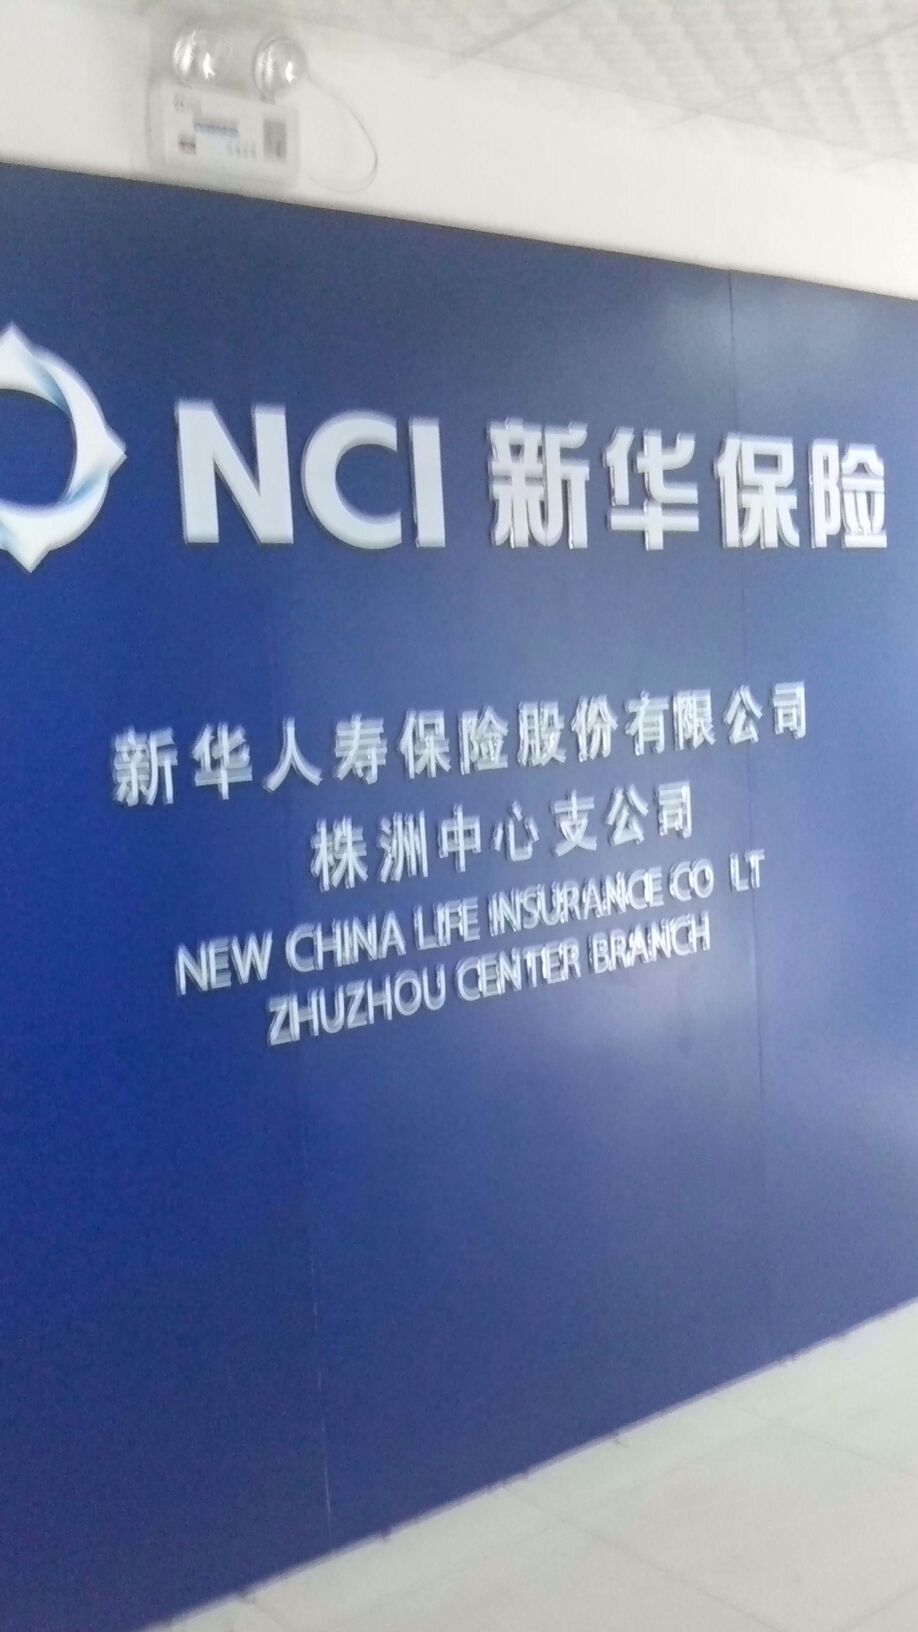 NCI 新华保险
新华人寿保险股份有限公司
株洲中心支公司
NEW CHINA LIFE INSURANCE CO LT
ZHUZHOU CENTER BRANCH